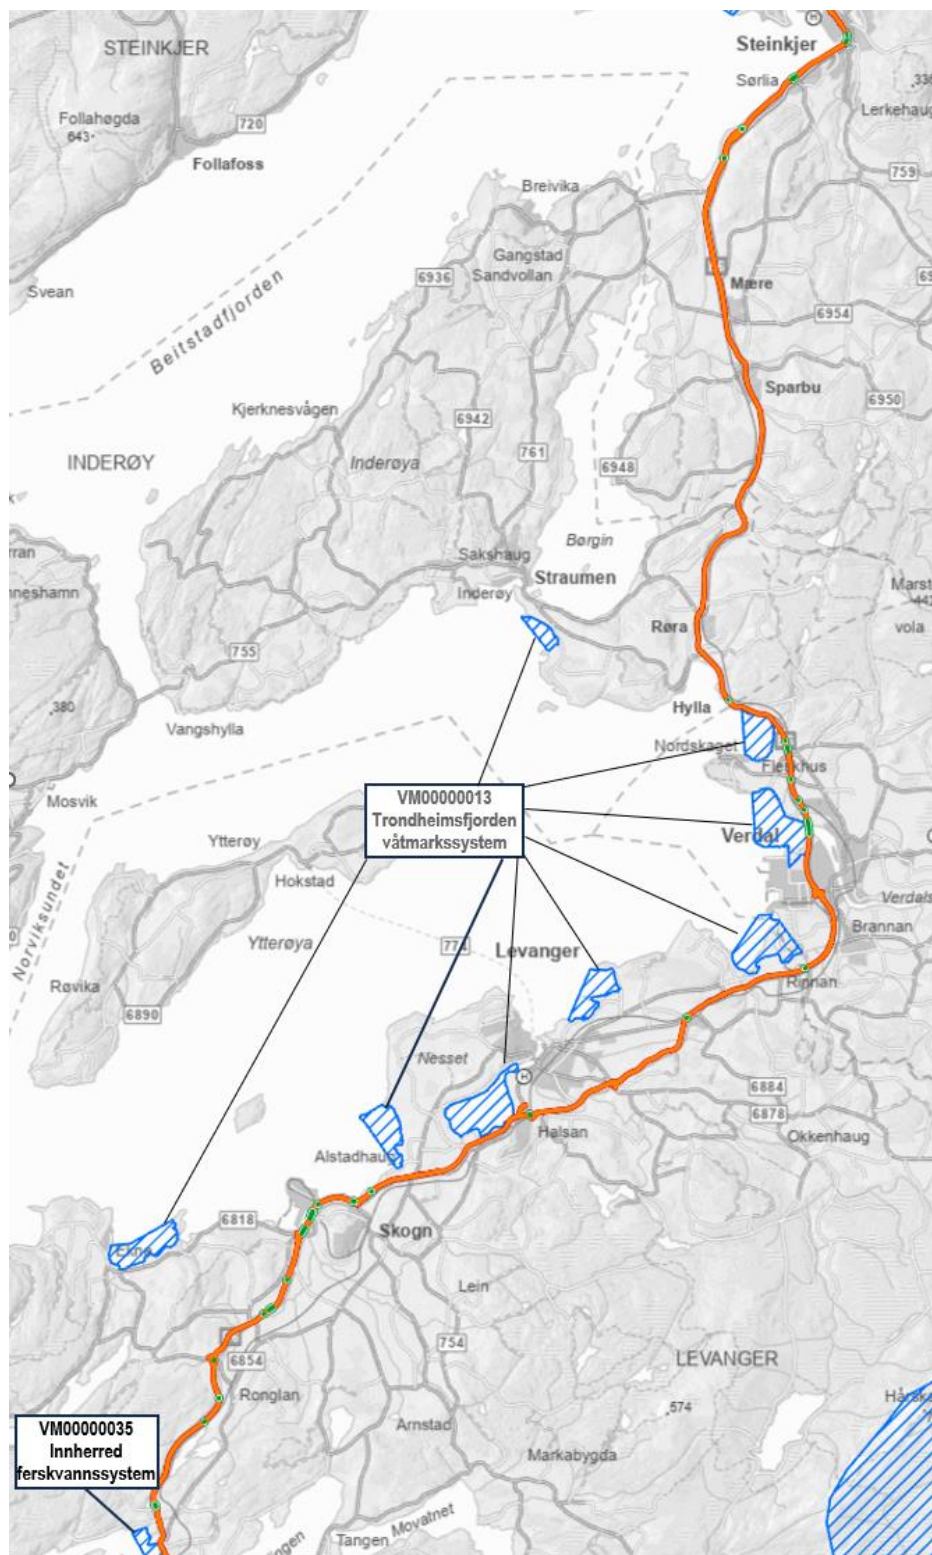 STEINKJER
Steinkjer
Sørlia
Follahøgda
643
720
Follafoss
Lerkehaug
759
Breivika
Gangstad
Sandvollan
6936
Mære
Svean
Beitstadfjorden
6954
Sparbu
6950
Kjerknesvågen
6942
761
INDERØY
Inderøya
6948
Børgin
Sakshaug
Straumen
Inderøy
vola
Røra
755
380
Hylla
Vangshylla
Nordskaget
Fleskhus
Mosvik
VM00000013
Trondheimsfjorden
våtmarkssystem
Verdal
Ytterøy
Hokstad
Norviksundet
Ytterøya
774
Levanger
Brannan
Røvika
Rinnan
6890
Nesset
H
6884
6878
Halsan
Okkenhaug
Alstadhaug
6818
Skogn
Lein
754
6854
LEVANGER
Ronglan
574
VM00000035
Innherred
ferskvannssystem
Arnstad
Markabygda
Tangen
Movatnet